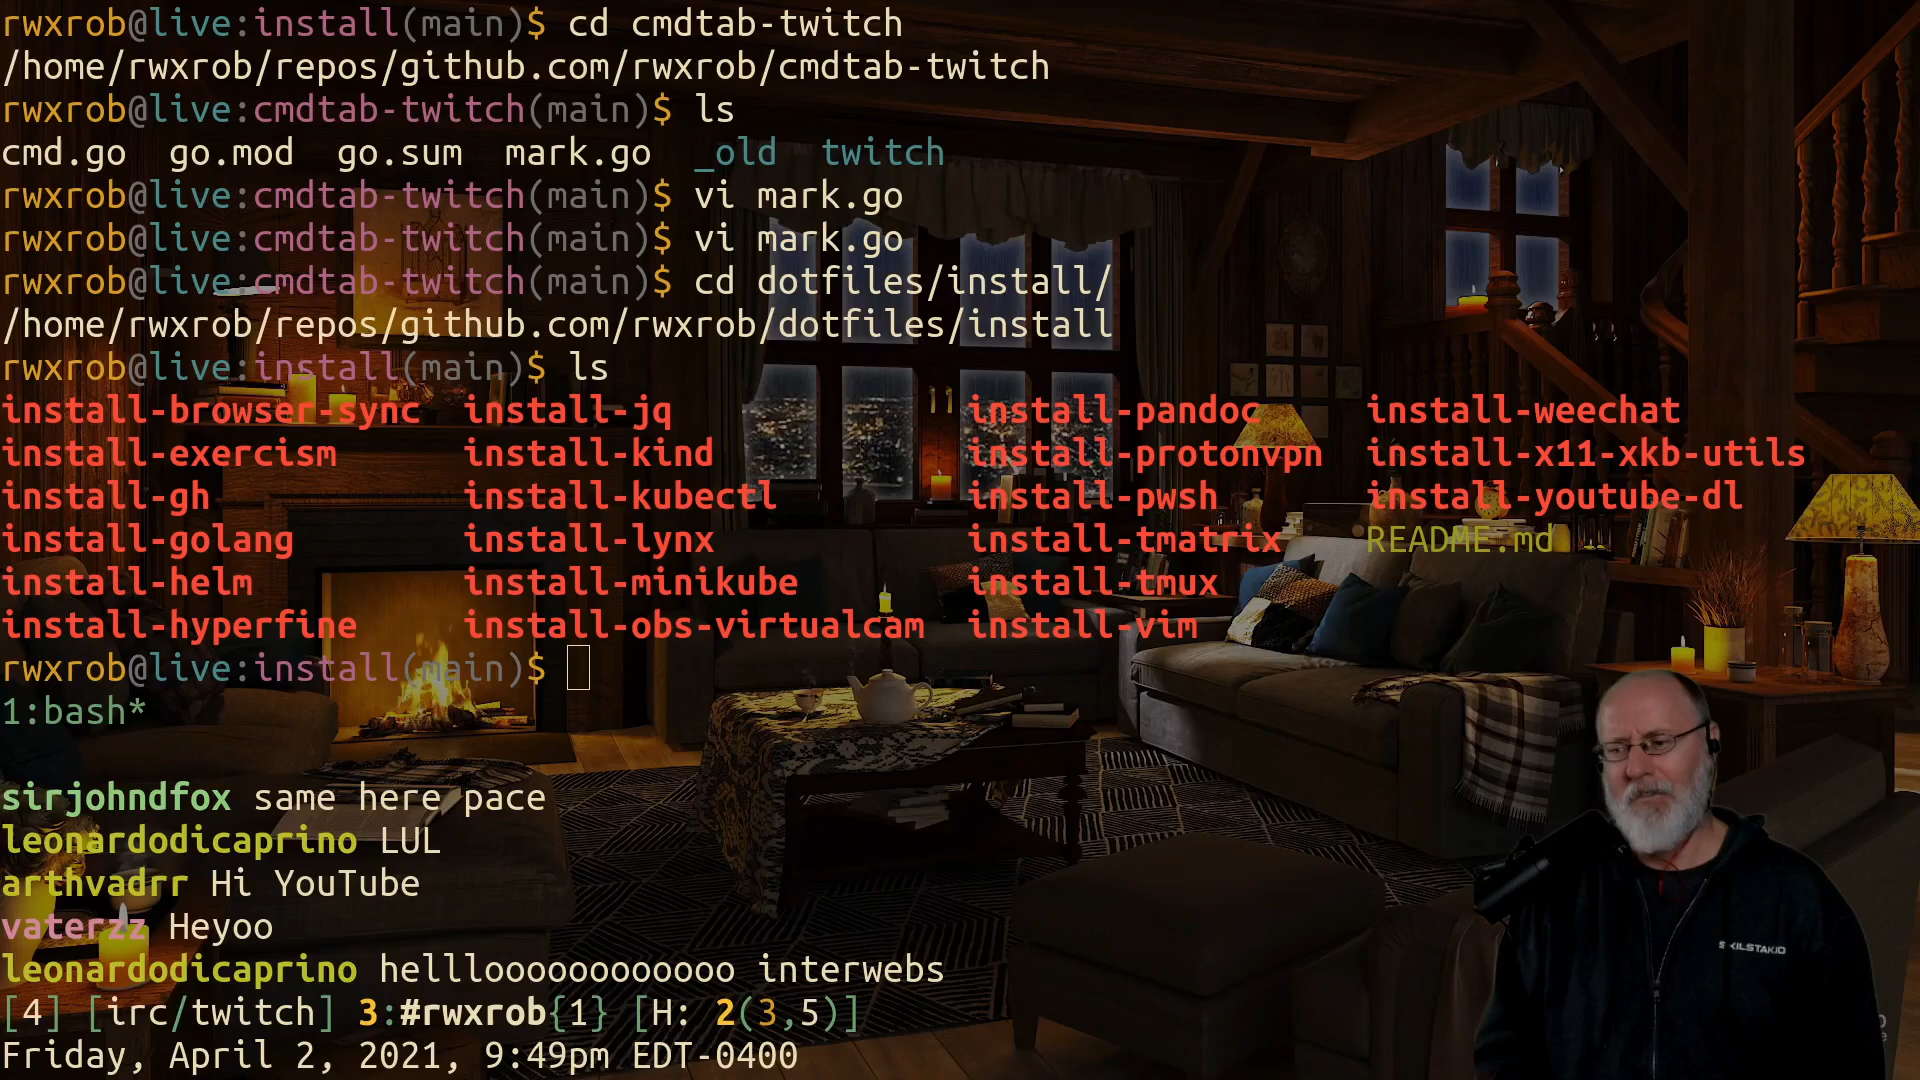 rwxrob@live:install(main)$ cd cmdtab-twitch
/home/rwxrob/repos/github.com/rwxrob/cmdtab-twitch
rwxrob@live:cmdtab-twitch(main)$ ls
cmd.go  go.mod  go.sum  mark.go  _old  twitch
rwxrob@live:cmdtab-twitch(main)$ vi mark.go
rwxrob@live:cmdtab-twitch(main)$ vi mark.go
rwxrob@live:cmdtab-twitch(main)$ cd dotfiles/install/
/home/rwxrob/repos/github.com/rwxrob/dotfiles/install
rwxrob@live:install(main)$ ls
install-browser-sync  install-jq  install-pandoc  install-weechat
install-exercism  install-kind  install-protonvpn  install-x11-xkb-utils
install-gh  install-kubectl  install-pwsh  install-youtube-dl
install-golang  install-lynx  install-tmatrix  README.md
install-helm  install-minikube  install-tmux
install-hyperfine  install-obs-virtualcam  install-vim
rwxrob@live:install(main)$
1:bash*
sirjohndfox same here pace
leonardodicaprino LUL
arthvadrr Hi YouTube
vaterzz Heyoo
leonardodicaprino hellloooooooooooo interwebs
[4] [irc/twitch] 3:#rwxrob{1} [H: 2(3,5)]
Friday, April 2, 2021, 9:49pm EDT-0400